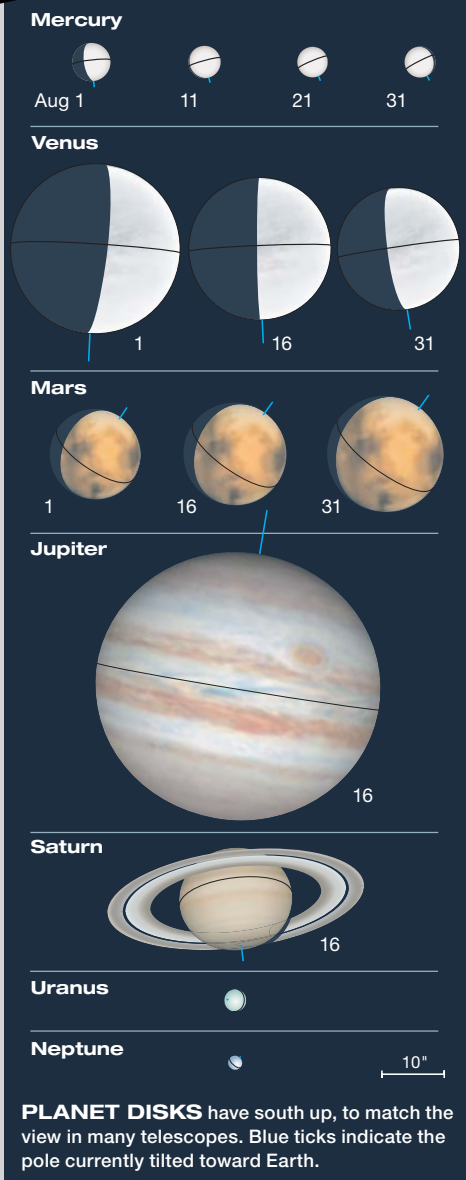 Mercury
Aug 1 11 21 31
Venus
1 16 31
Mars
1 16 31
Jupiter
16
Saturn
16
Uranus
Neptune
10"
PLANET DISKS have south up, to match the
view in many telescopes. Blue ticks indicate the
pole currently tilted toward Earth.